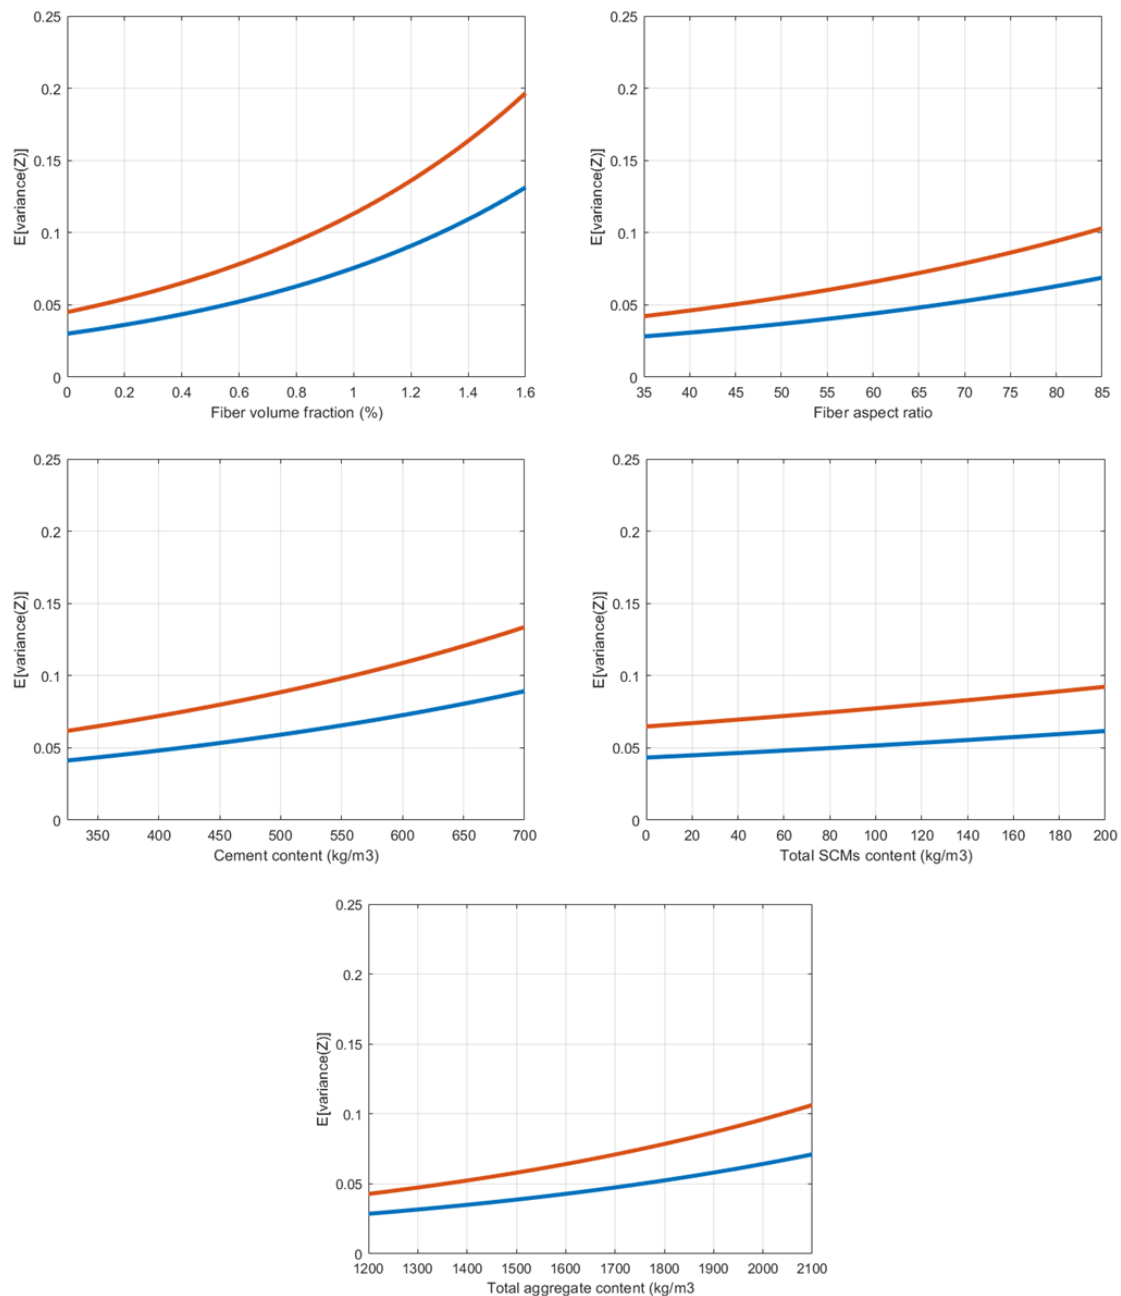 0.25
0.2
0.15
0.1
0.05
0
E[variance(Z)]
0 0.2 0.4 0.6 0.8 1 1.2 1.4 1.6
Fiber volume fraction (%)
0.25
0.2
0.15
0.1
0.05
0
E[variance(Z)]
35 40 45 50 55 60 65 70 75 80 85
Fiber aspect ratio
0.25
0.2
0.15
0.1
0.05
0
E[variance(Z)]
350 400 450 500 550 600 650 700
Cement content (kg/m3)
0.25
0.2
0.15
0.1
0.05
0
E[variance(Z)]
0 20 40 60 80 100 120 140 160 180 200
Total SCMs content (kg/m3)
0.25
0.2
0.15
0.1
0.05
0
E[variance(Z)]
1200 1300 1400 1500 1600 1700 1800 1900 2000 2100
Total aggregate content (kg/m3